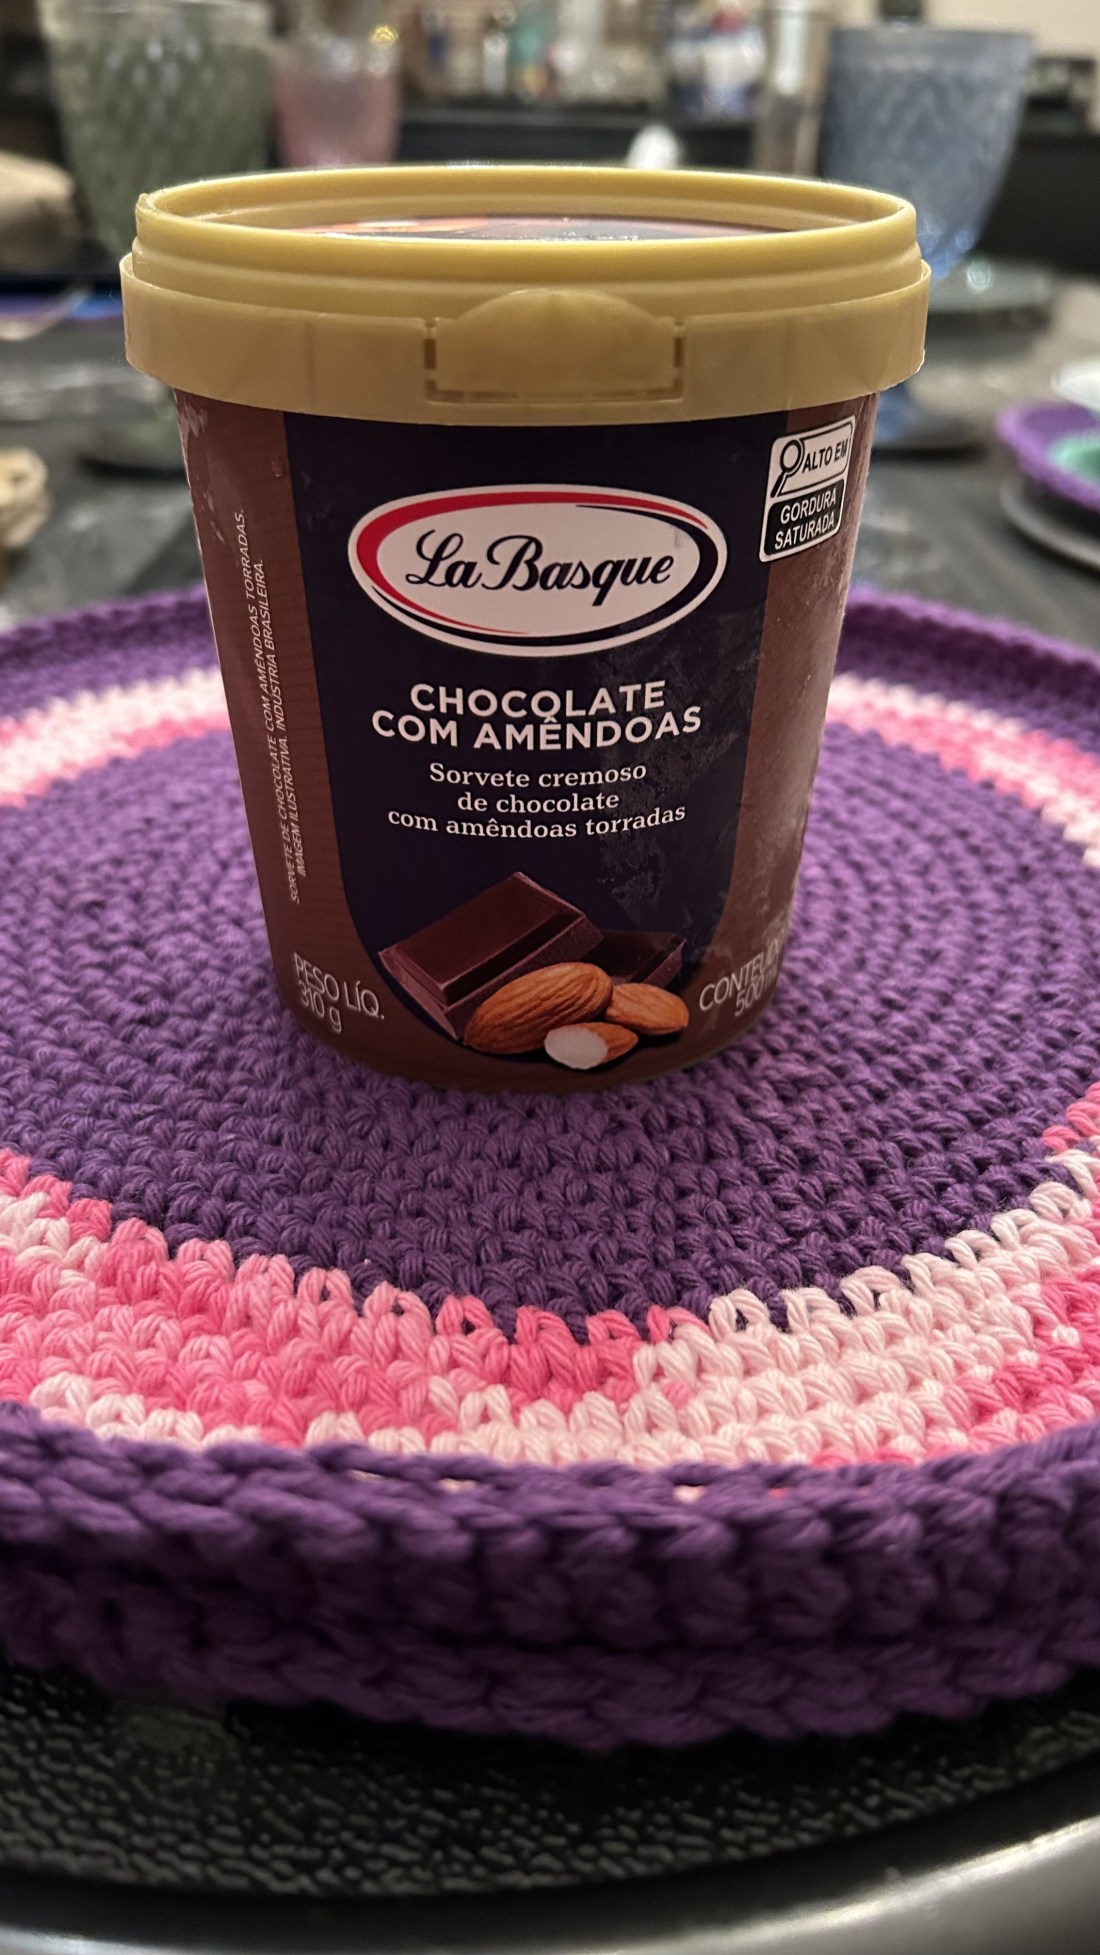 La Basque
ALTO EM
GORDURA
SATURADA
CHOCOLATE
COM AMÊNDOAS
Sorvete cremoso
de chocolate
com amêndoas torradas
SORVETE DE CHOCOLATE COM AMÊNDOAS TORRADAS.
IMAGEM ILUSTRATIVA. INDÚSTRIA BRASILEIRA.
PESO LÍQ.
310 g